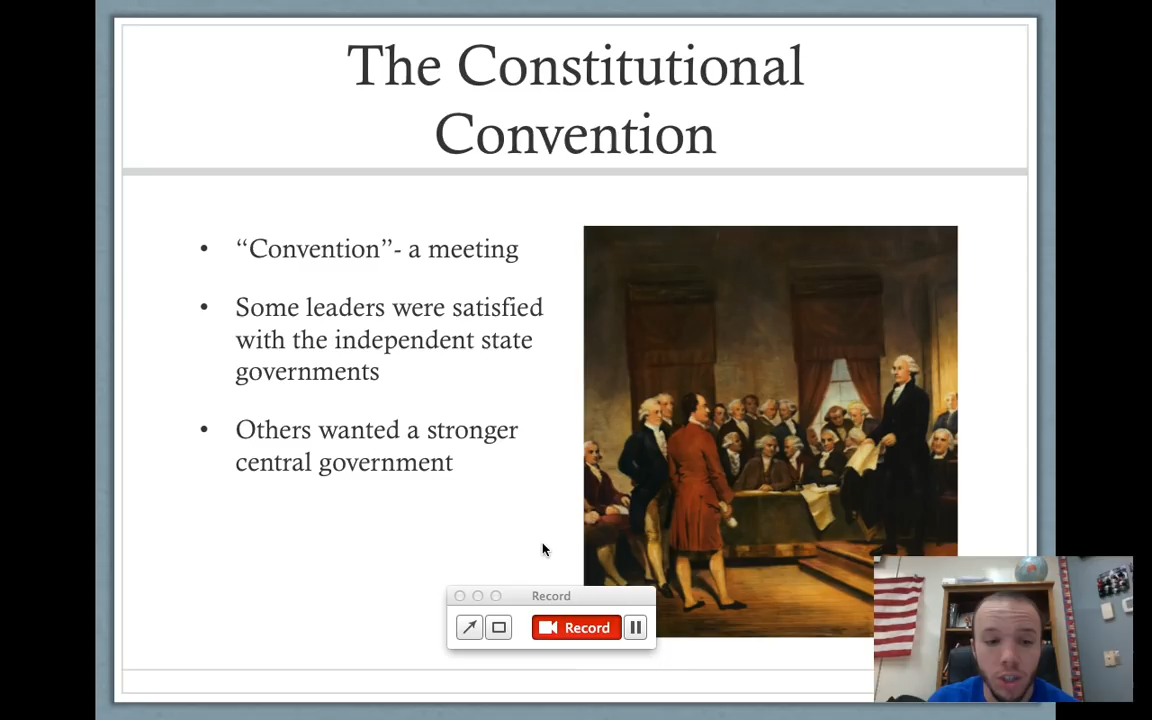 The Constitutional
Convention
• “Convention”- a meeting
• Some leaders were satisfied
with the independent state
governments
• Others wanted a stronger
central government
Record
Record